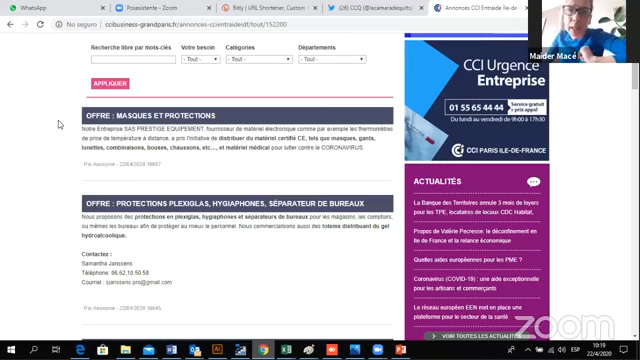 WhatsApp
Posasistente - Zoom
Bitly | URL Shortener, Custom
(2) CCQ (@lacamaradequito
Annonces CCI Entraide Île-de
No seguro | ccibusiness-grandparis.fr/annonces-ccientraideidf/tout/152200
Maider Macé
Recherche libre par mots-clés
Votre besoin
Catégories
Départements
- Tout -
- Tout -
- Tout -
APPLIQUER
OFFRE : MASQUES ET PROTECTIONS
Notre Entreprise SAS PRESTIGE EQUIPEMENT, fournisseur de matériel électronique comme par exemple les thermomètres
de prise de température à distance, a pris l'initiative de distribuer du matériel certifié CE, tels que masques, gants,
lunettes, combinaisons, bouses, chaussons, etc..., et matériel médical pour lutter contre le CORONAVIRUS.
Par Anonyme - 22/04/2020
OFFRE : PROTECTIONS PLEXIGLAS, HYGIAPHONES, SÉPARATEUR DE BUREAUX
Nous proposons des protections en plexiglas, hygiaphones et séparateurs de bureaux pour les magasins, les comptoirs,
ou mêmes les bureaux afin de protéger au mieux le personnel. Nous commercialisons aussi des totems distribuant du gel
hydroalcoolique.
Contactez :
Samantha Janssens
Téléphone : 06.62.10.50.58
Courriel : sjanssens.pro@gmail.com
Par Anonyme - 22/04/2020
CCI Urgence
Entreprise
01 55 65 44 44
Service gratuit
+ prix appel
Du lundi au vendredi de 9h00 à 17h30
CCI PARIS ILE-DE-FRANCE
ACTUALITÉS
La Banque des Territoires annule 3 mois de loyers
pour les TPE, locataires de locaux CDC Habitat,
Propos de Valérie Pecresse: le déconfinement en
Ile de France et la relance économique
Quelles aides européennes pour les PME ?
Coronavirus (COVID-19) : une aide exceptionnelle
pour les artisans et commerçants
Le réseau européen EEN met en place une
plateforme pour le secteur de la santé
VOIR TOUTES LES ACTUALITÉS
zoom
ESP
10:19
22/4/2020